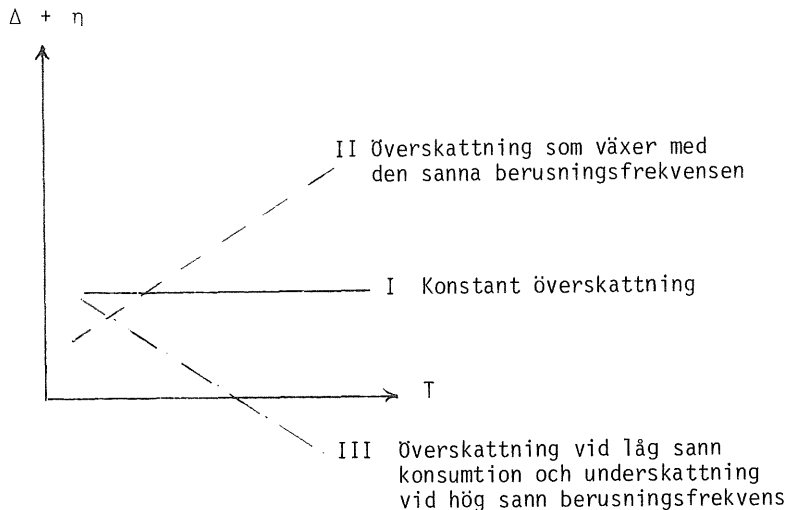 Δ + η
II Överskattning som växer med
den sanna berusningsfrekvensen
I Konstant överskattning
T
III Överskattning vid låg sann
konsumtion och underskattning
vid hög sann berusningsfrekvens